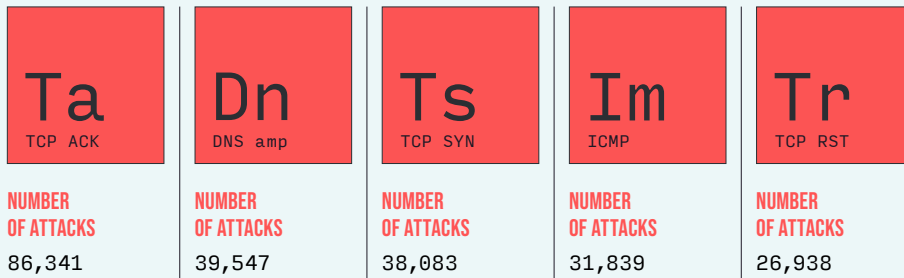 Ta
TCP ACK
NUMBER
OF ATTACKS
86,341
Dn
DNS amp
NUMBER
OF ATTACKS
39,547
Ts
TCP SYN
NUMBER
OF ATTACKS
38,083
Im
ICMP
NUMBER
OF ATTACKS
31,839
Tr
TCP RST
NUMBER
OF ATTACKS
26,938